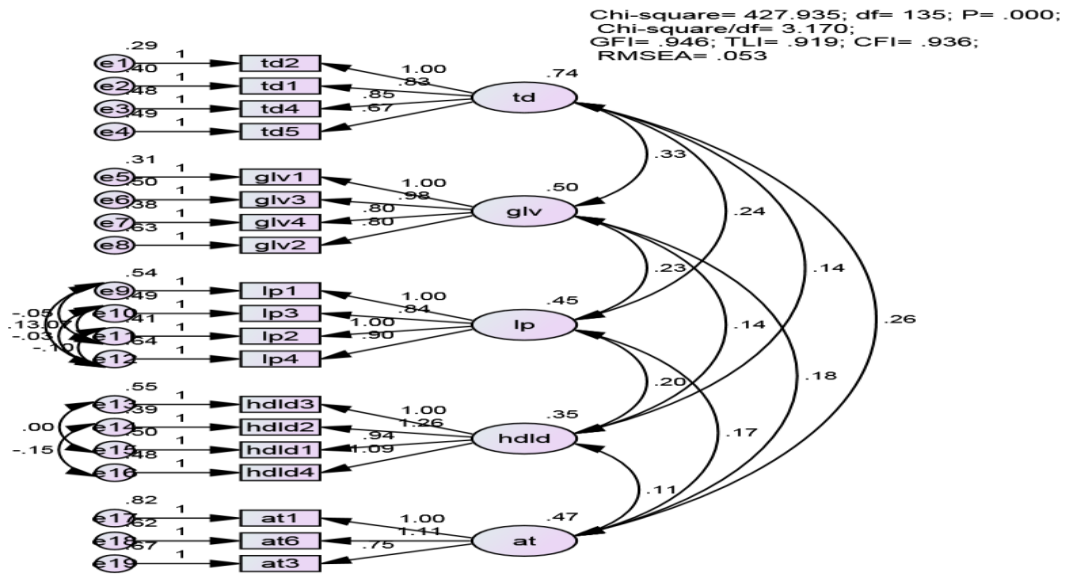 Chi-square= 427.935; df= 135; P= .000;
Chi-square/df= 3.170;
GFI= .946; TLI= .919; CFI= .936;
RMSEA= .053
.29
e1 1 td2 1.00
.40
e2 1 td1 .83
.48
e3 1 td4 .85
.49
e4 1 td5 .67
.74
td
.33
.31
e5 1 glv1 1.00
.50
e6 1 glv3 .98
.38
e7 1 glv4 .80
.63
e8 1 glv2 .80
.50
glv
.24
.23
.14
.26
.54
e9 1 lp1 1.00
.49
e10 1 lp3 .84
.41
e11 1 lp2 1.00
.64
e12 1 lp4 .90
-.05
.13
-.03
-.10
.45
lp
.14
.18
.20
.17
.55
e13 1 hdld3 1.00
.39
e14 1 hdld2 1.26
.50
e15 1 hdld1 .94
.48
e16 1 hdld4 1.09
.00
-.15
.35
hdld
.11
.82
e17 1 at1 1.00
.62
e18 1 at6 1.11
.67
e19 1 at3 .75
.47
at